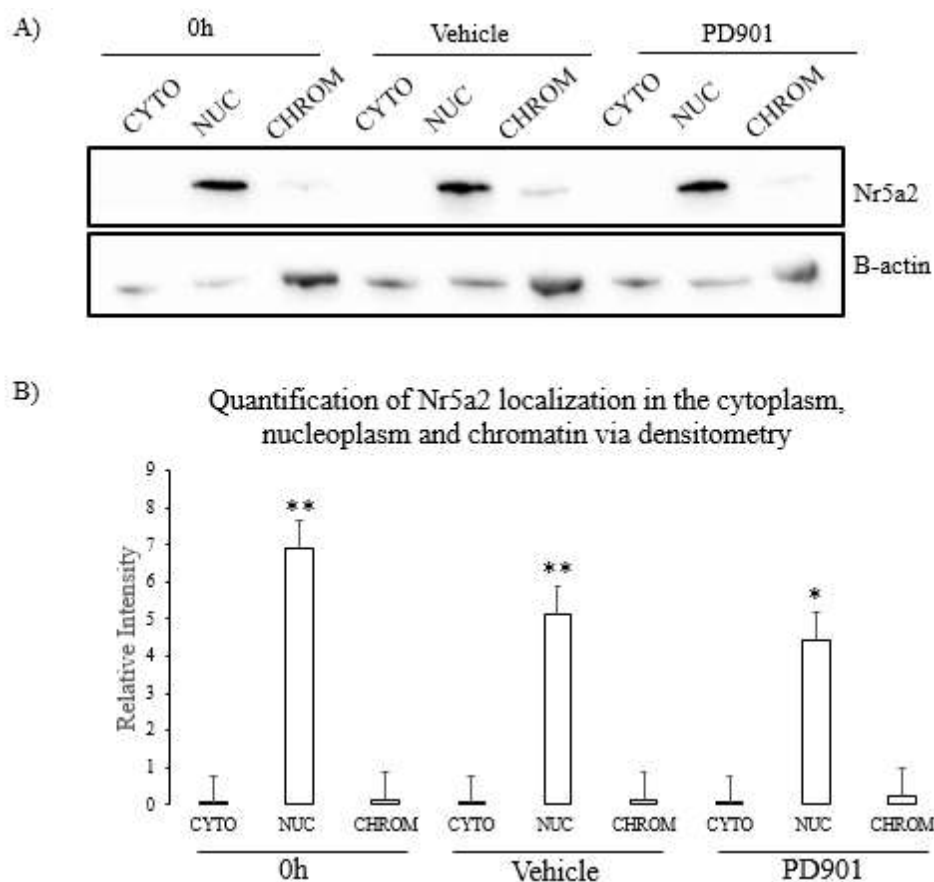 A)
0h Vehicle PD901
CYTO NUC CHROM CYTO NUC CHROM CYTO NUC CHROM
Nr5a2
B-actin
B)
Quantification of Nr5a2 localization in the cytoplasm,
nucleoplasm and chromatin via densitometry
Relative Intensity
9
8
7
6
5
4
3
2
1
0
** ** *
CYTO NUC CHROM CYTO NUC CHROM CYTO NUC CHROM
0h Vehicle PD901